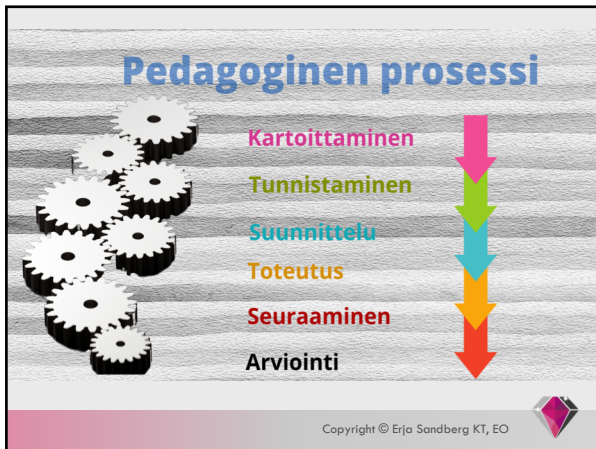 Pedagoginen prosessi
Kartoittaminen
Tunnistaminen
Suunnittelu
Toteutus
Seuraaminen
Arviointi
Copyright © Erja Sandberg KT, EO